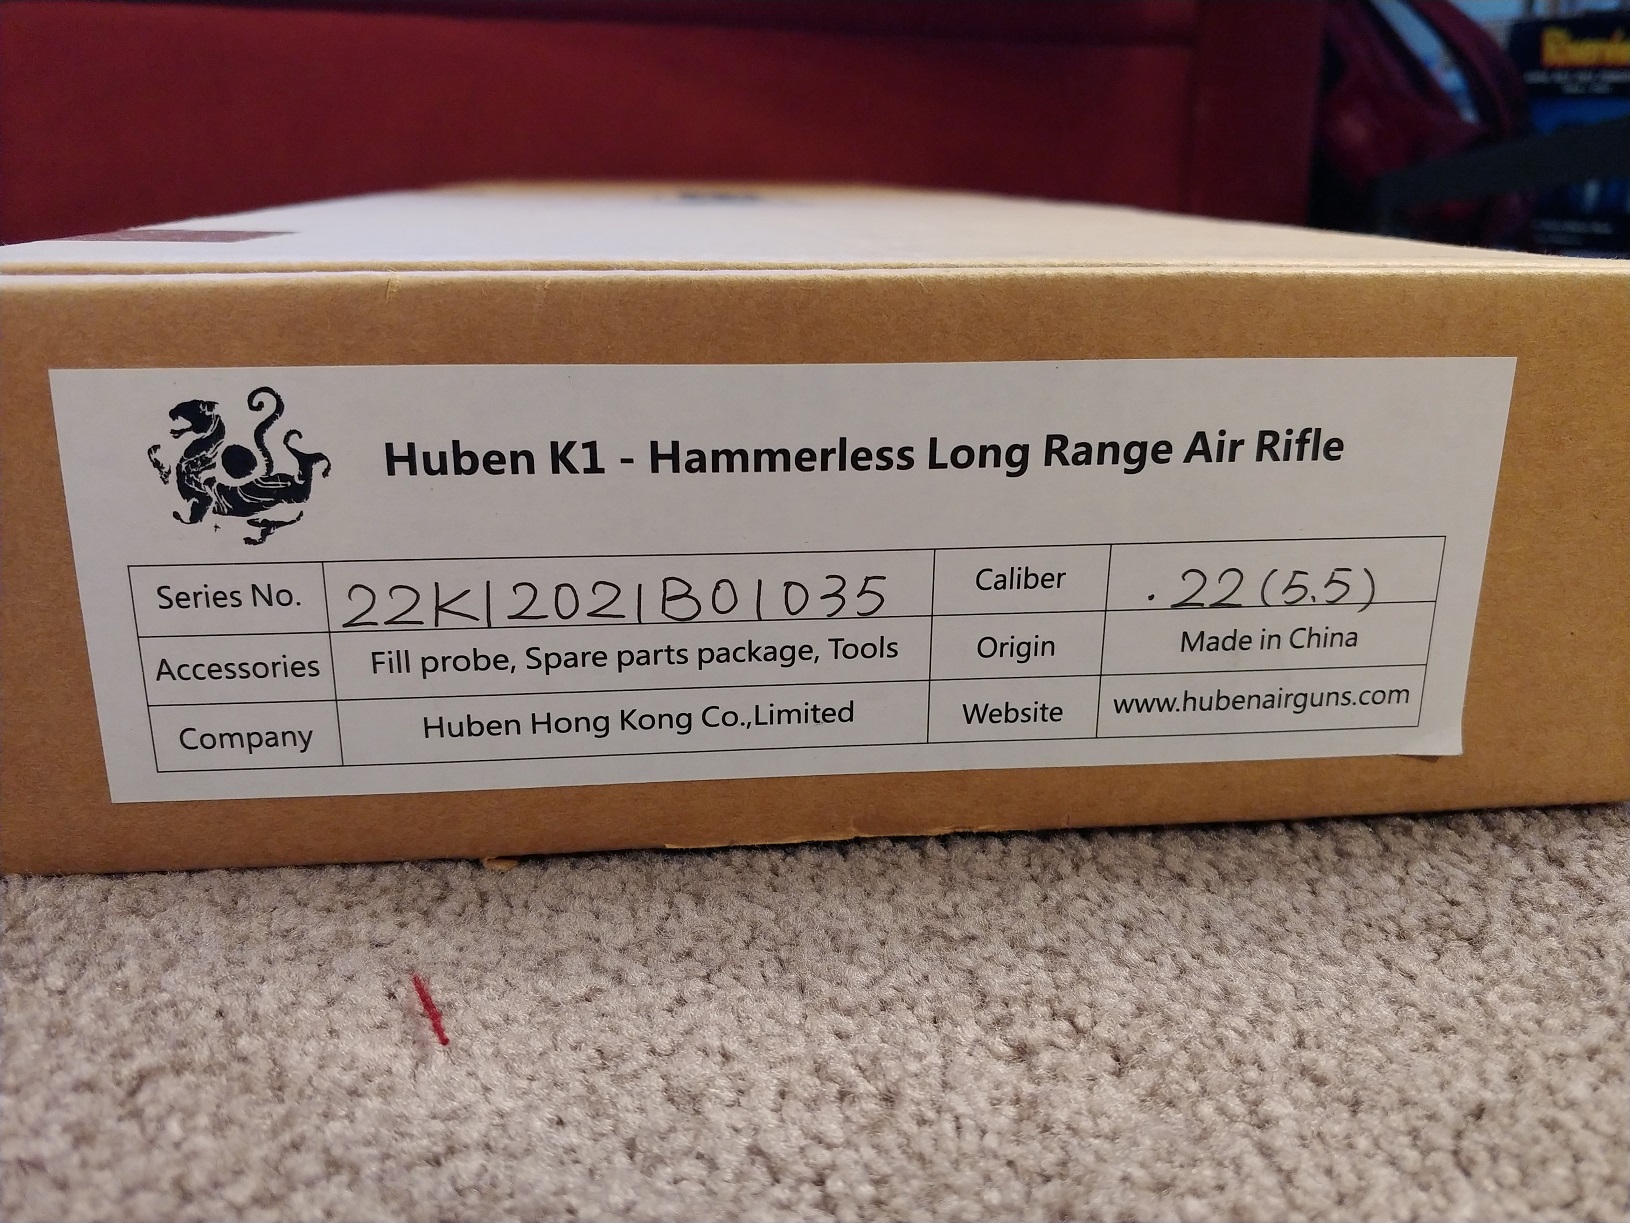 Huben K1 - Hammerless Long Range Air Rifle
Series No. 22K12021B01035 Caliber .22 (5.5)
Accessories Fill probe, Spare parts package, Tools Origin Made in China
Company Huben Hong Kong Co.,Limited Website www.hubenairguns.com